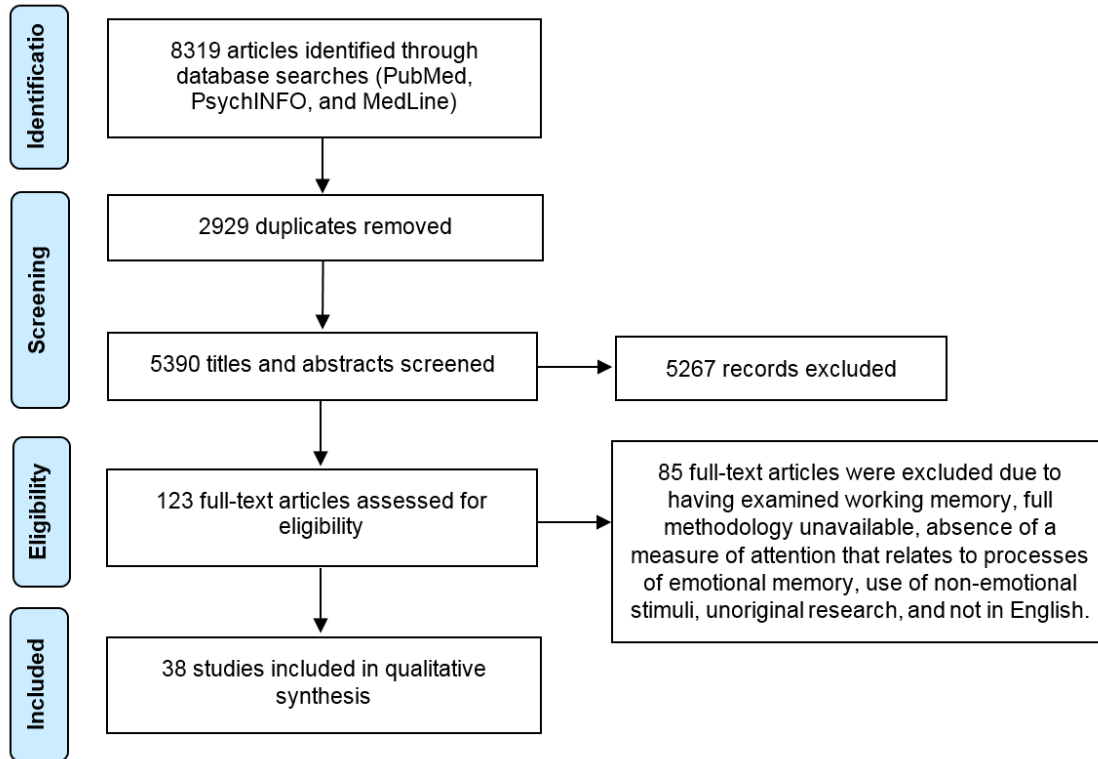 Identificatio
8319 articles identified through
database searches (PubMed,
PsychINFO, and MedLine)
Screening
2929 duplicates removed
5390 titles and abstracts screened
5267 records excluded
Eligibility
123 full-text articles assessed for
eligibility
85 full-text articles were excluded due to
having examined working memory, full
methodology unavailable, absence of a
measure of attention that relates to processes
of emotional memory, use of non-emotional
stimuli, unoriginal research, and not in English.
Included
38 studies included in qualitative
synthesis